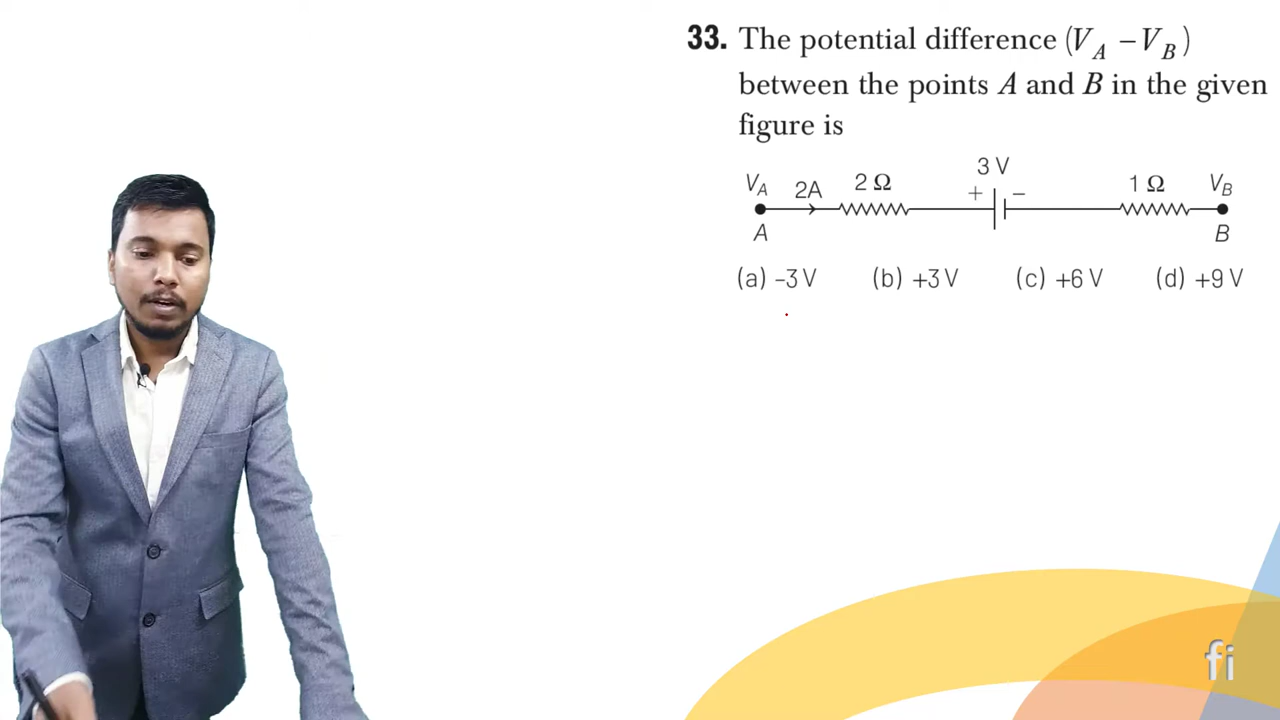 33. The potential difference (V_A − V_B)
between the points A and B in the given
figure is
3 V
V_A 2A 2 Ω + − 1 Ω V_B
A B
(a) −3 V (b) +3 V (c) +6 V (d) +9 V
fi